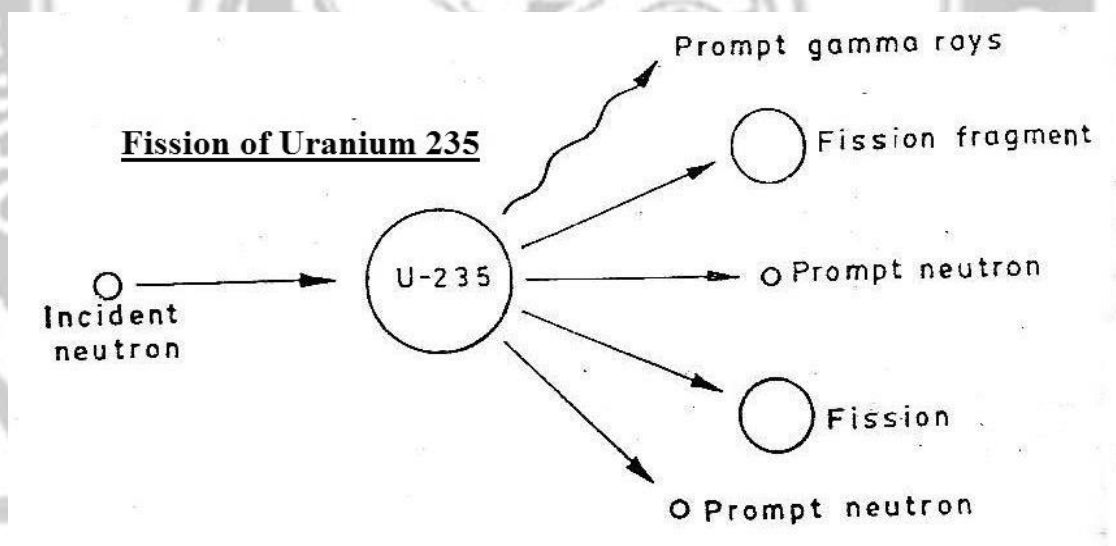 Prompt gamma rays
Fission of Uranium 235
Fission fragment
U-235
Prompt neutron
Incident
neutron
Fission
Prompt neutron